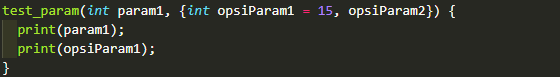 test_param(int param1, {int opsiParam1 = 15, opsiParam2}) {
  print(param1);
  print(opsiParam1);
}